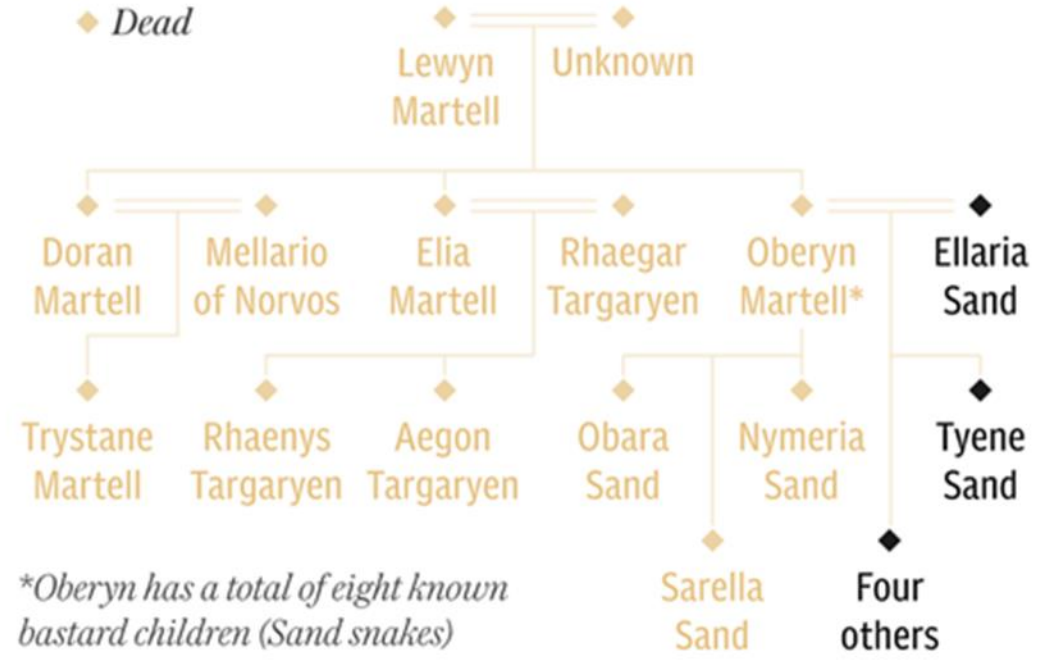 Dead
Lewyn Unknown
Martell
Doran Mellario Elia Rhaegar Oberyn Ellaria
Martell of Norvos Martell Targaryen Martell* Sand
Trystane Rhaenys Aegon Obara Nymeria Tyene
Martell Targaryen Targaryen Sand Sand Sand
Sarella Four
Sand others
*Oberyn has a total of eight known
bastard children (Sand snakes)